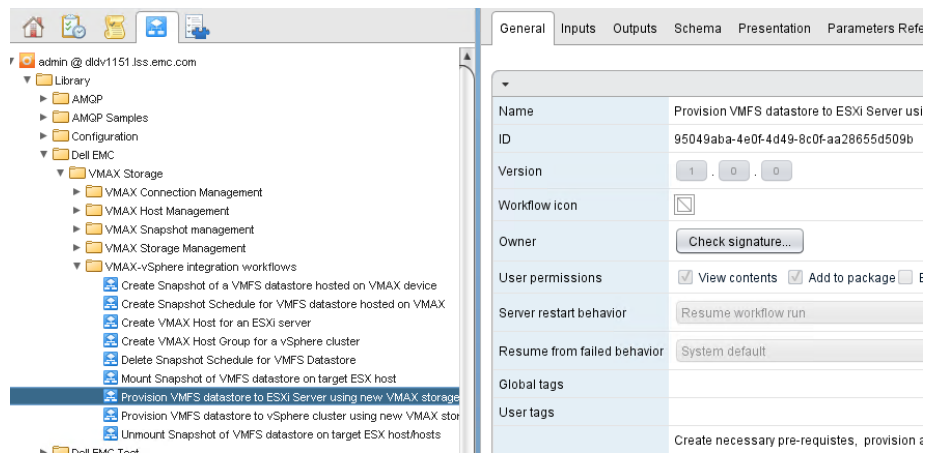 admin @ dldv1151.lss.emc.com
Library
AMQP
AMQP Samples
Configuration
Dell EMC
VMAX Storage
VMAX Connection Management
VMAX Host Management
VMAX Snapshot management
VMAX Storage Management
VMAX-vSphere integration workflows
Create Snapshot of a VMFS datastore hosted on VMAX device
Create Snapshot Schedule for VMFS datastore hosted on VMAX
Create VMAX Host for an ESXi server
Create VMAX Host Group for a vSphere cluster
Delete Snapshot Schedule for VMFS Datastore
Mount Snapshot of VMFS datastore on target ESX host
Provision VMFS datastore to ESXi Server using new VMAX storage
Provision VMFS datastore to vSphere cluster using new VMAX stor
Unmount Snapshot of VMFS datastore on target ESX host/hosts
Dell EMC Test
General Inputs Outputs Schema Presentation Parameters Refe
Name Provision VMFS datastore to ESXi Server usi
ID 95049aba-4e0f-4d49-8c0f-aa28655d509b
Version 1 . 0 . 0
Workflow icon
Owner Check signature...
User permissions View contents Add to package E
Server restart behavior Resume workflow run
Resume from failed behavior System default
Global tags
User tags
Create necessary pre-requistes, provision a